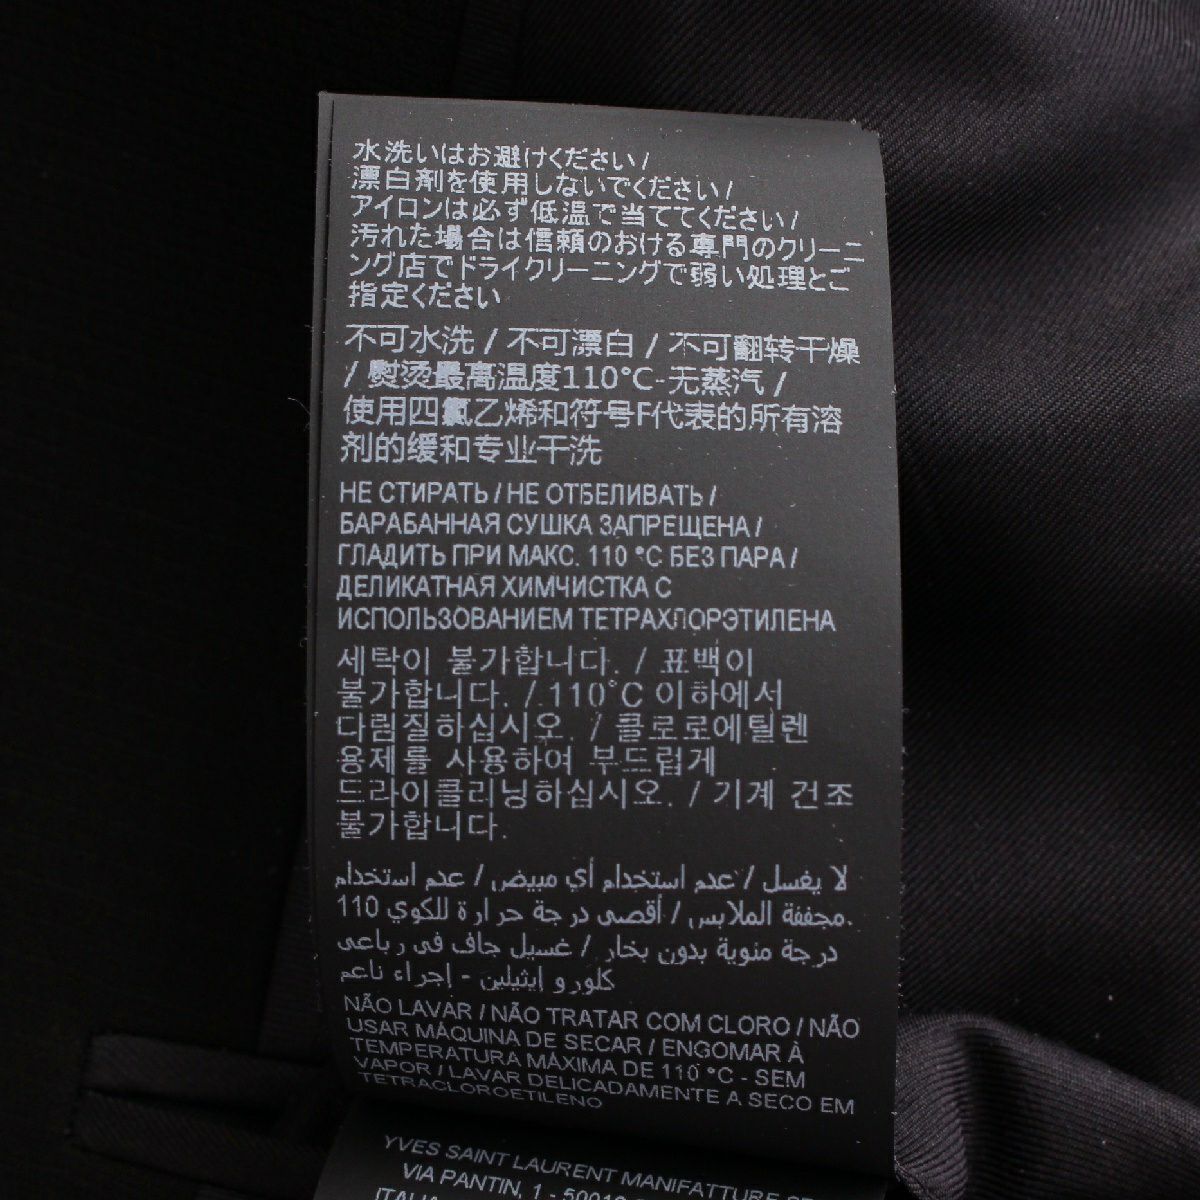 水洗いはお避けください/
漂白剤を使用しないでください/
アイロンは必ず低温で当ててください/
汚れた場合は信頼のおける専門のクリーニ
ング店でドライクリーニングで弱い処理とご
指定ください
不可水洗 / 不可漂白 / 不可翻转干燥
/ 熨烫最高温度110°C-无蒸汽 /
使用四氯乙烯和符号F代表的所有溶
剂的缓和专业干洗
НЕ СТИРАТЬ / НЕ ОТБЕЛИВАТЬ /
БАРАБАННАЯ СУШКА ЗАПРЕЩЕНА /
ГЛАДИТЬ ПРИ МАКС. 110 °C БЕЗ ПАРА /
ДЕЛИКАТНАЯ ХИМЧИСТКА С
ИСПОЛЬЗОВАНИЕМ ТЕТРАХЛОРЭТИЛЕНА
세탁이 불가합니다. / 표백이
불가합니다. / 110°C 이하에서
다림질하십시오. / 클로로에틸렌
용제를 사용하여 부드럽게
드라이클리닝하십시오. / 기계 건조
불가합니다.
لا يغسل / عدم استخدام أي مبيض / عدم استخدام
مجففة الملابس / أقصى درجة حرارة للكوي 110.
درجة مئوية بدون بخار / غسيل جاف فى رباعى
كلورو إيثيلين - إجراء ناعم
NÃO LAVAR / NÃO TRATAR COM CLORO / NÃO
USAR MÁQUINA DE SECAR / ENGOMAR À
TEMPERATURA MÁXIMA DE 110 °C - SEM
VAPOR / LAVAR DELICADAMENTE A SECO EM
TETRACLOROETILENO
YVES SAINT LAURENT MANIFATTURE
VIA PANTIN, 1 - 50018
ITALIA